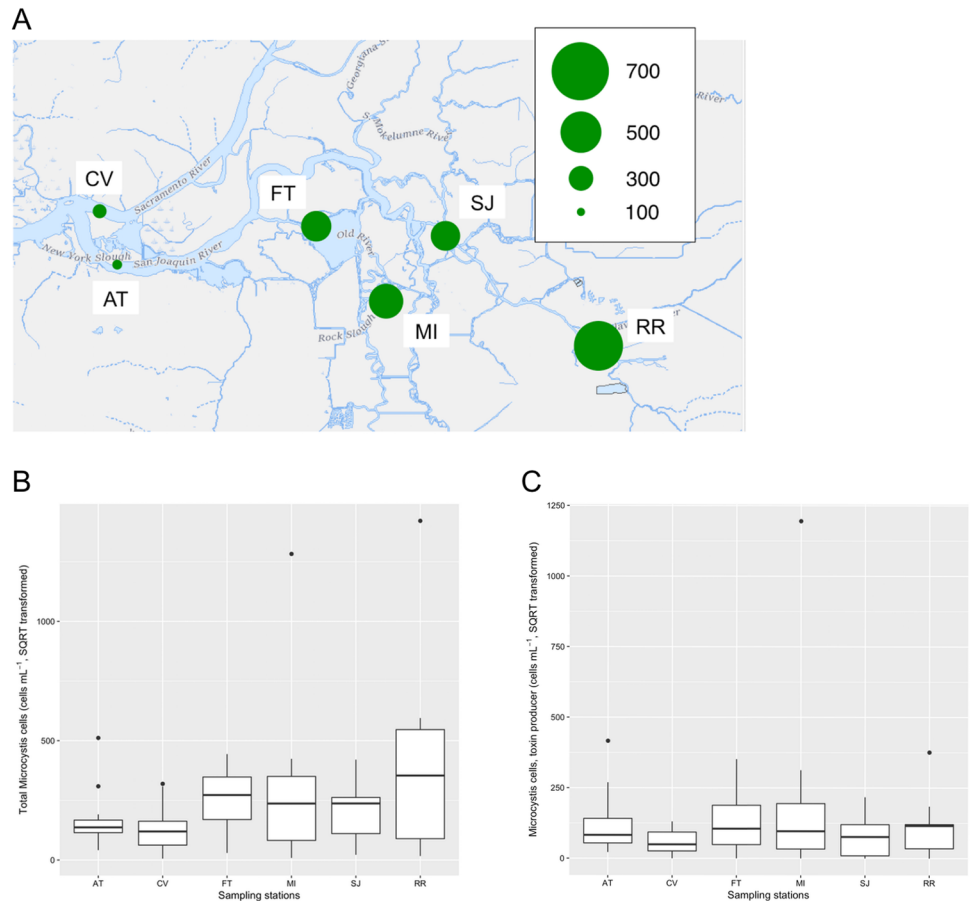 A
700
500
300
100
Georgiana-S
River
S. Mokelumne River
Sacramento River
CV
FT
SJ
Old River
New York Slough
San Joaquin River
AT
Rock Slough
MI
RR
B
Total Microcystis cells (cells mL⁻¹, SQRT transformed)
1000
500
0
AT CV FT MI SJ RR
Sampling stations
C
Microcystis cells, toxin producer (cells mL⁻¹, SQRT transformed)
1250
1000
750
500
250
0
AT CV FT MI SJ RR
Sampling stations